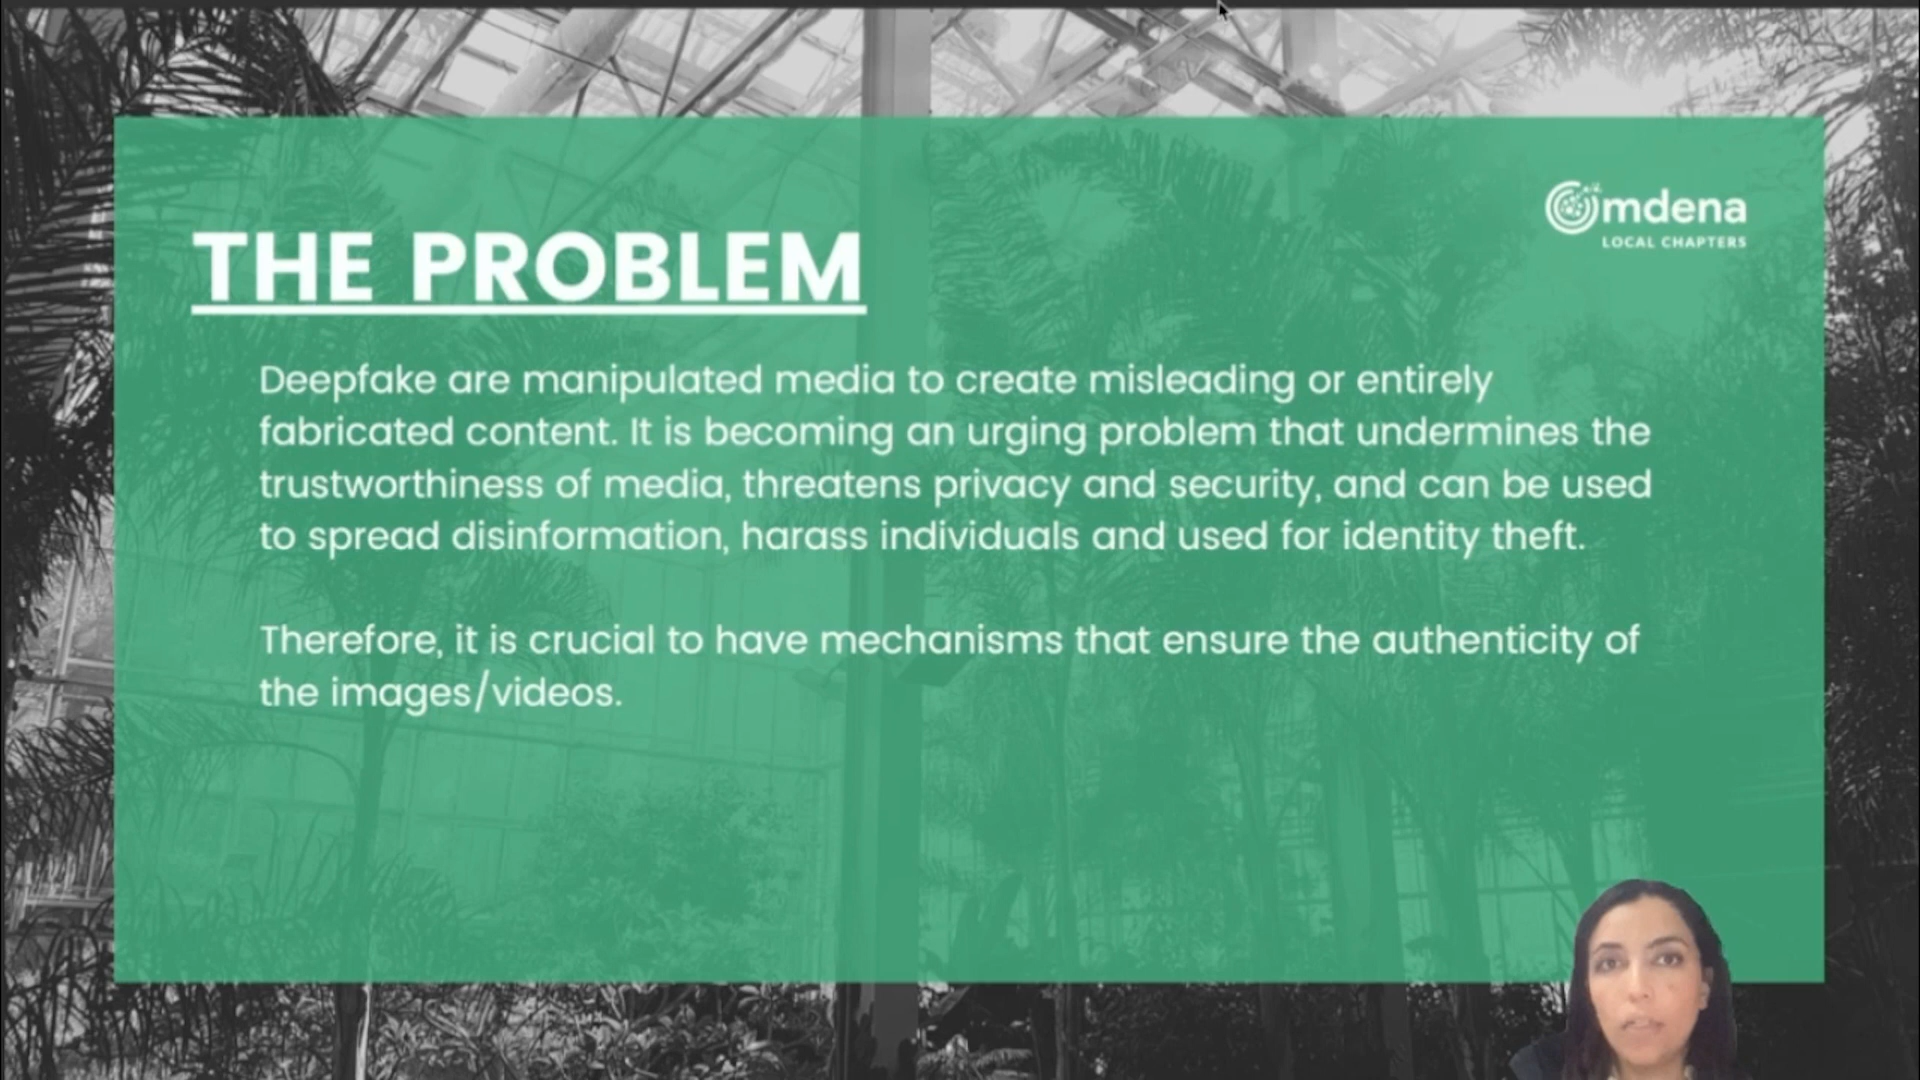 Omdena
LOCAL CHAPTERS
THE PROBLEM
Deepfake are manipulated media to create misleading or entirely
fabricated content. It is becoming an urging problem that undermines the
trustworthiness of media, threatens privacy and security, and can be used
to spread disinformation, harass individuals and used for identity theft.
Therefore, it is crucial to have mechanisms that ensure the authenticity of
the images/videos.